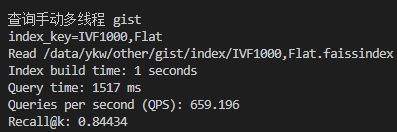 查询手动多线程 gist
index_key=IVF1000,Flat
Read /data/ykw/other/gist/index/IVF1000,Flat.faissindex
Index build time: 1 seconds
Query time: 1517 ms
Queries per second (QPS): 659.196
Recall@k: 0.84434